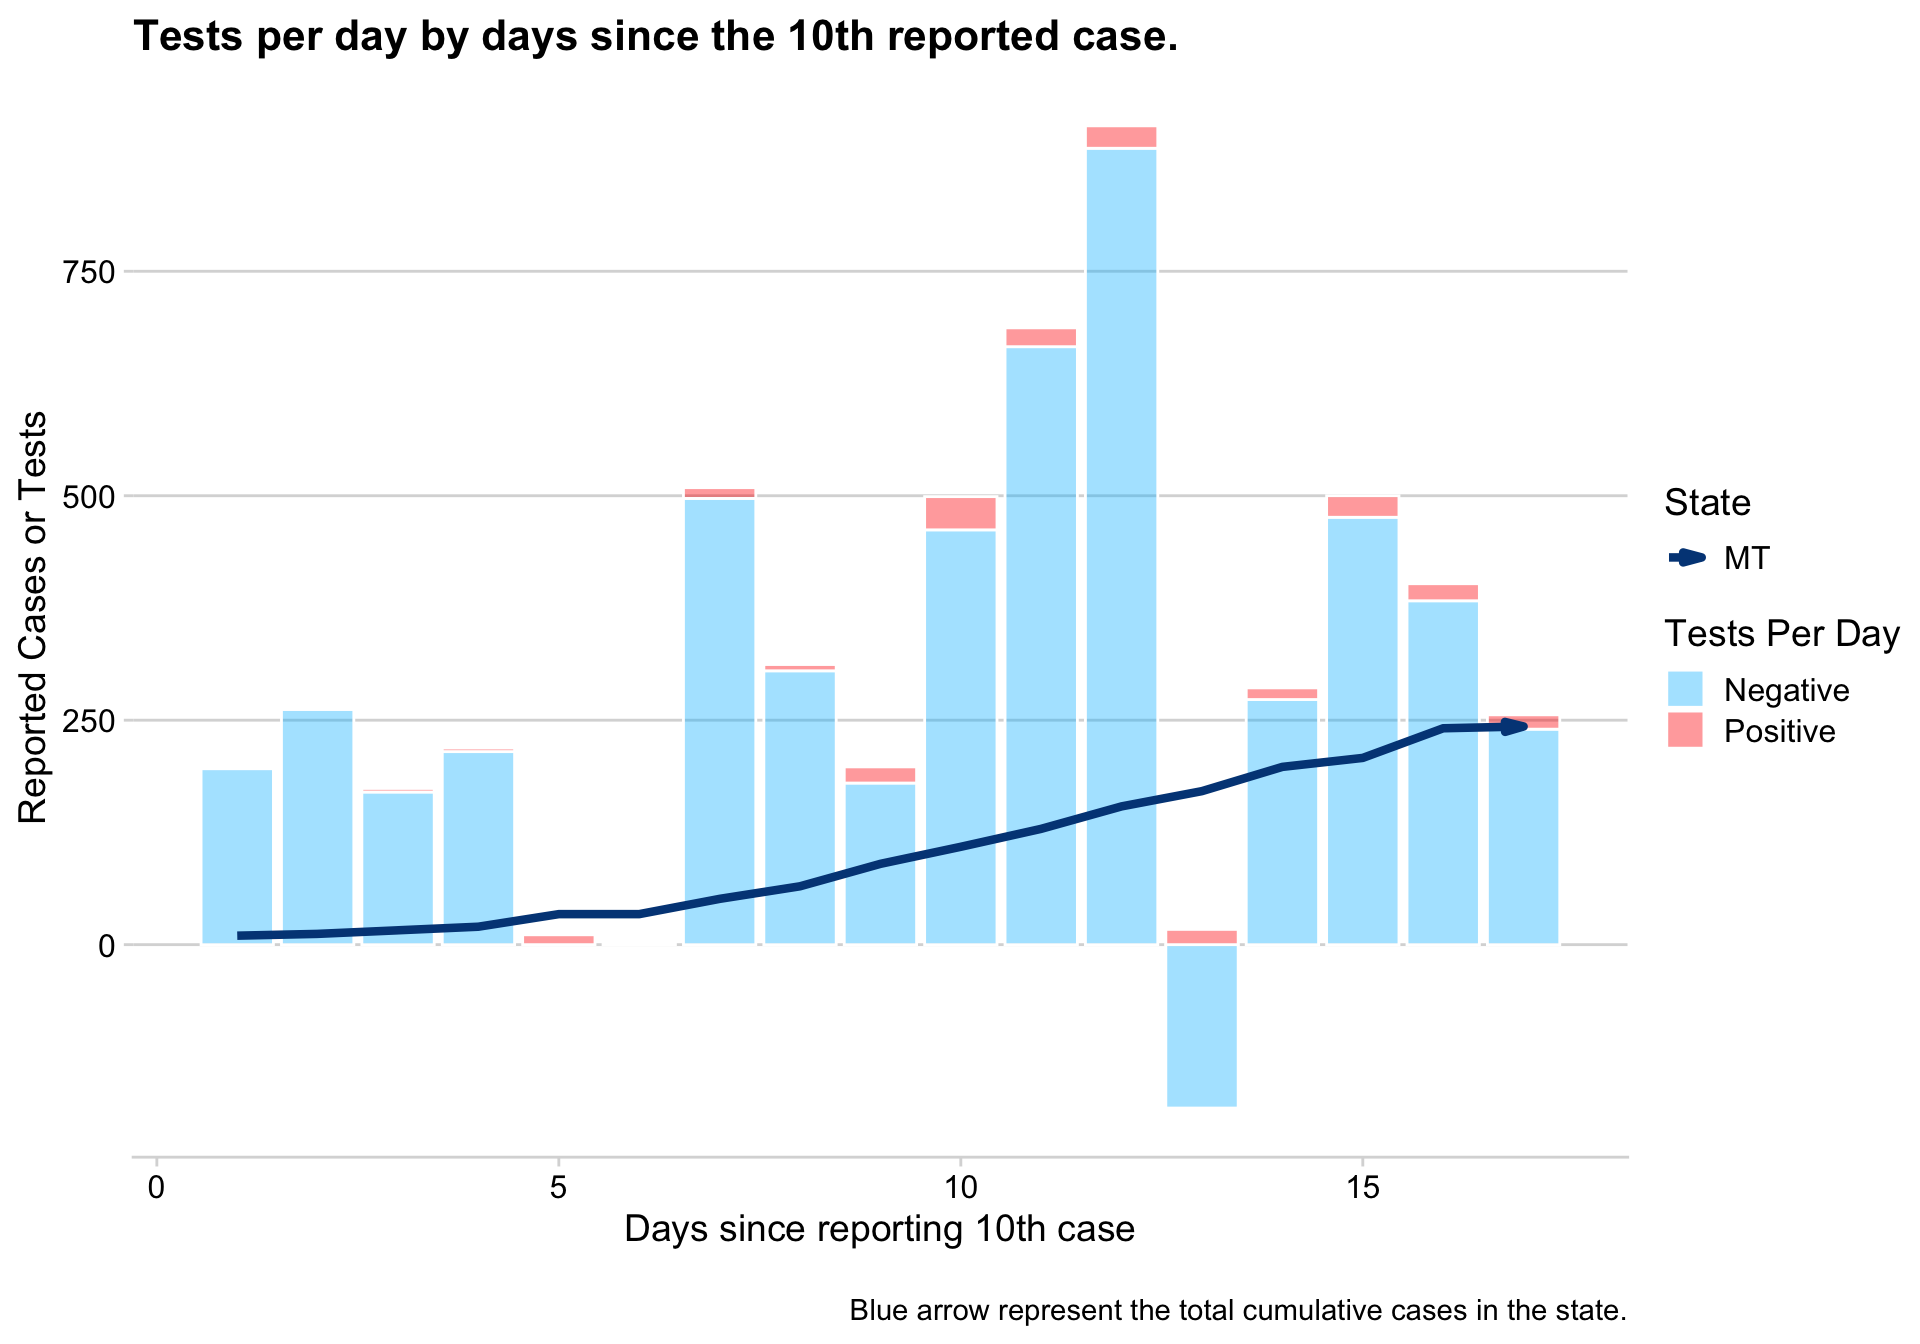 Tests per day by days since the 10th reported case.
Reported Cases or Tests
750
500
250
0
0
5
10
15
Days since reporting 10th case
State
MT
Tests Per Day
Negative
Positive
Blue arrow represent the total cumulative cases in the state.